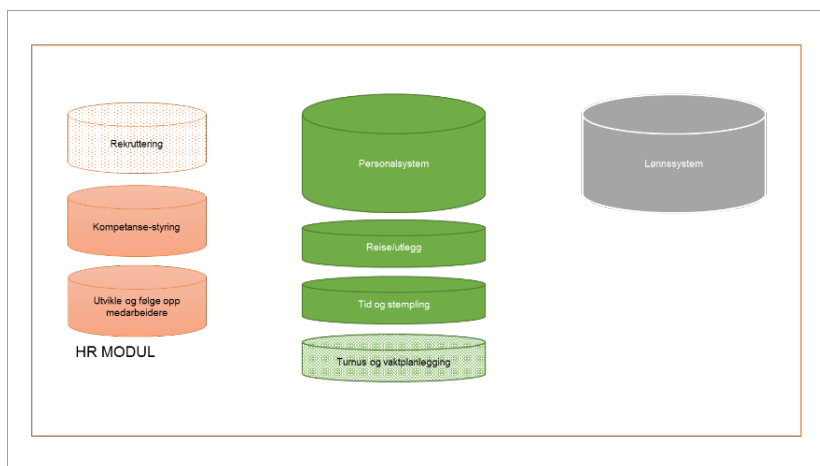 Rekruttering
Kompetanse-styring
Utvikle og følge opp
medarbeidere
HR MODUL
Personalsystem
Reise/utlegg
Tid og stempling
Turnus og vaktplanlegging
Lønnssystem